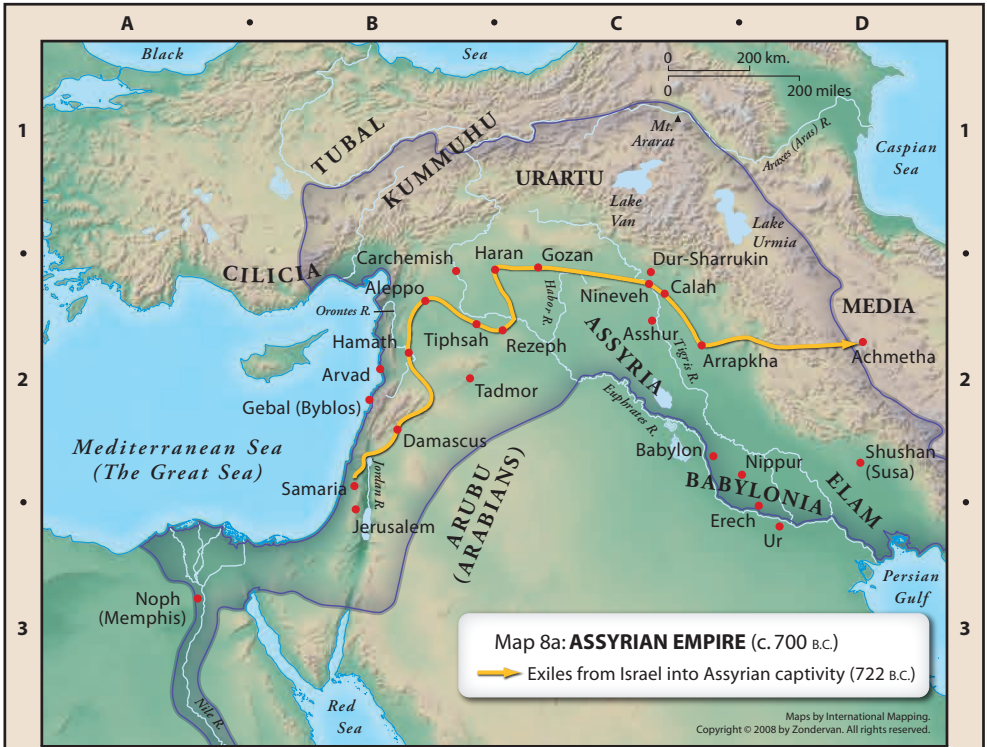 A • B • C • D
Black
Sea
0 200 km.
0 200 miles
1
1
TUBAL
KUMMUHU
Mt.
Ararat
Araxes (Aras) R.
Caspian
Sea
URARTU
Lake
Van
Lake
Urmia
•
•
CILICIA
Carchemish
Haran
Gozan
Dur-Sharrukin
Aleppo
Nineveh
Calah
MEDIA
Orontes R.
Habor R.
Hamath
Tiphsah
Rezeph
ASSYRIA
Asshur
Tigris R.
Arrapkha
Achmetha
2
2
Arvad
Tadmor
Gebal (Byblos)
Euphrates R.
Mediterranean Sea
(The Great Sea)
Damascus
Babylon
Nippur
Shushan
(Susa)
Jordan R.
Samaria
BABYLONIA
ELAM
•
•
Jerusalem
ARUBU
(ARABIANS)
Erech
Ur
Persian
Gulf
Noph
(Memphis)
3
3
Map 8a: ASSYRIAN EMPIRE (c. 700 B.C.)
Exiles from Israel into Assyrian captivity (722 B.C.)
Nile R.
Red
Sea
Maps by International Mapping.
Copyright © 2008 by Zondervan. All rights reserved.